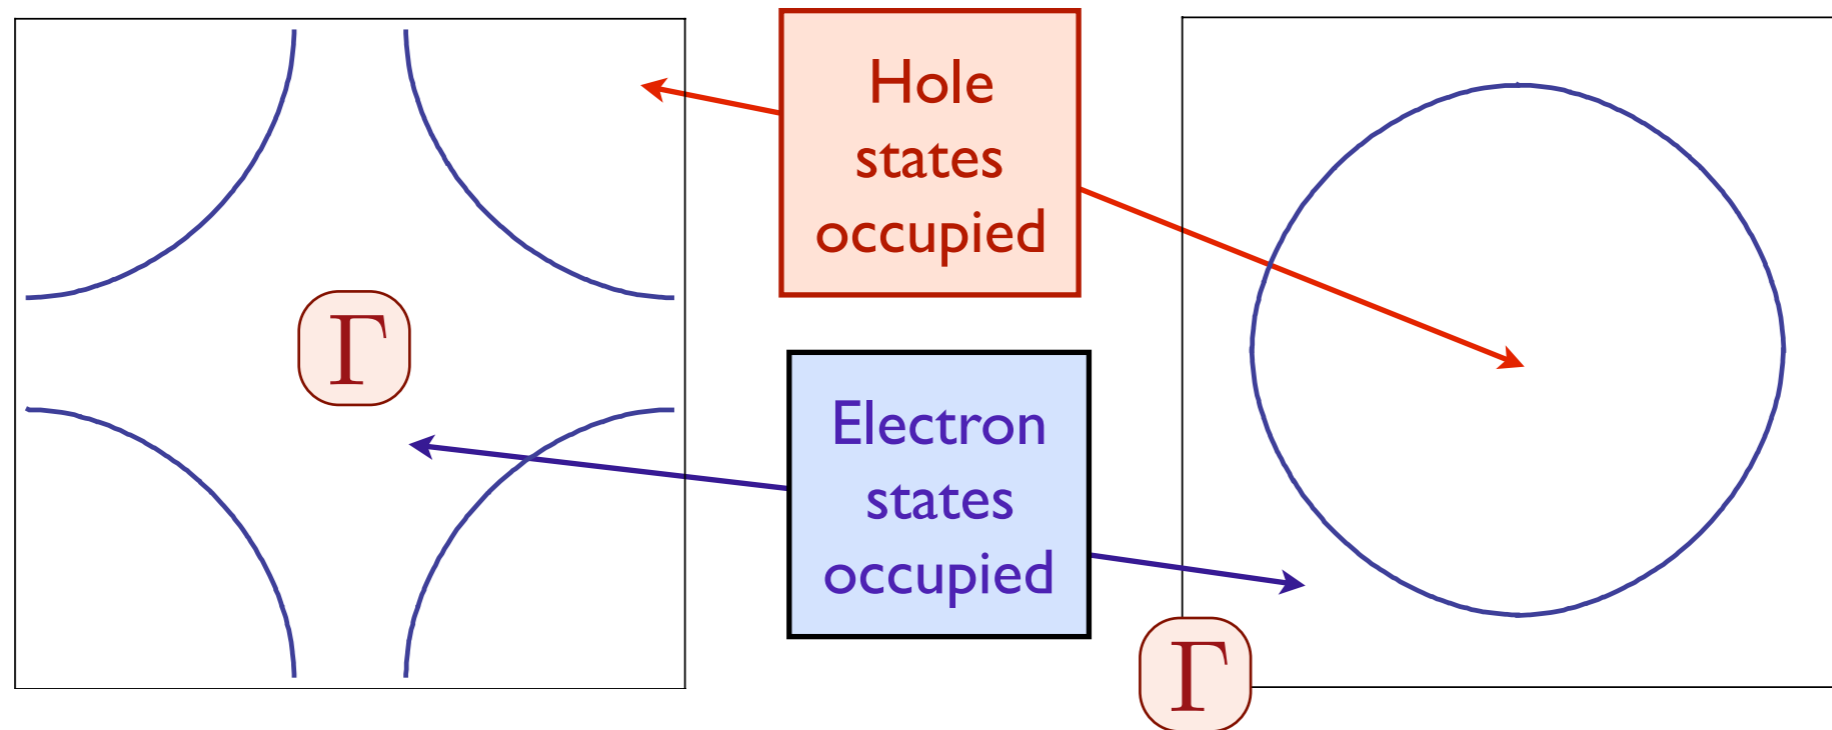 Hole
states
occupied
Γ
Electron
states
occupied
Γ